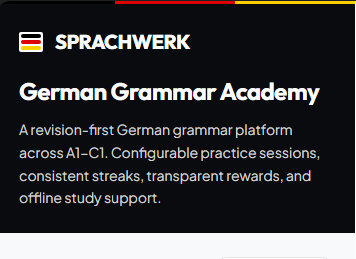 SPRACHWERK
German Grammar Academy
A revision-first German grammar platform
across A1–C1. Configurable practice sessions,
consistent streaks, transparent rewards, and
offline study support.